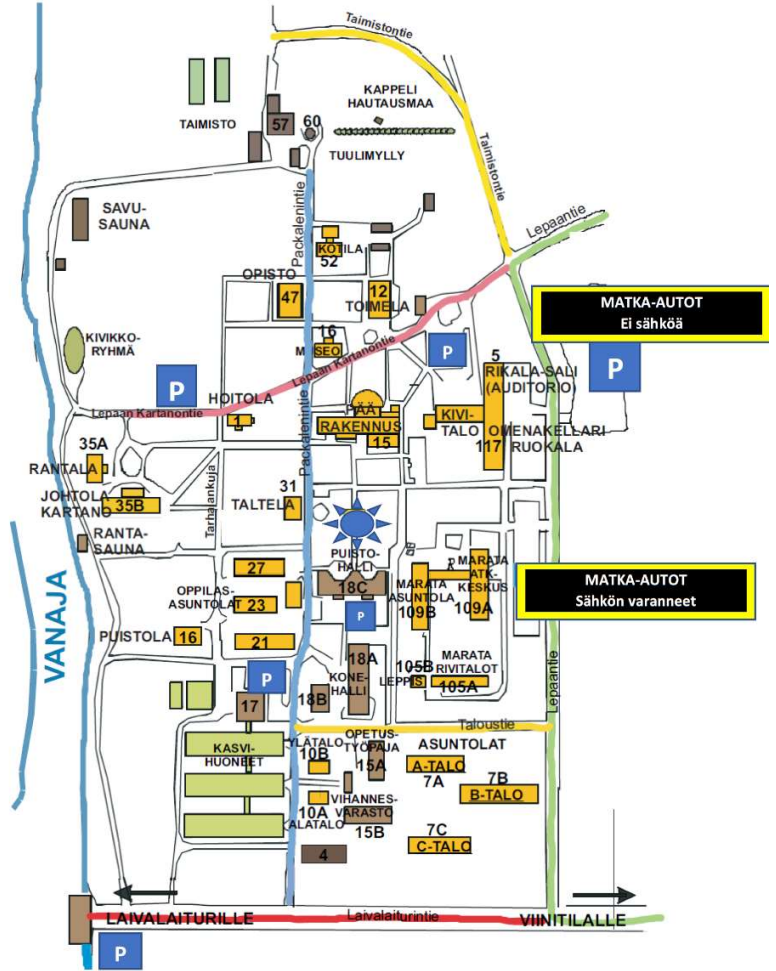 Taimistontie
KAPPELI
HAUTAUSMAA
TAIMISTO
57
60
TUULIMYLLY
Taimistontie
Packalenintie
Lepaantie
SAVU-
SAUNA
KOTILA
52
OPISTO
47
12
TOIMELA
MATKA-AUTOT
Ei sähköä
KIVIKKO-
RYHMÄ
16
MUSEO
Lepaan Kartanontie
P
5
RIKALA-SALI
(AUDITORIO)
P
P
HOITOLA
Lepaan Kartanontie
1
PÄÄ
RAKENNUS
15
KIVI-
TALO
117
OMENAKELLARI
RUOKALA
Packalenintie
35A
RANTALA
JOHTOLA
KARTANO
35B
Tarhalankuja
31
TALTELA
RANTA-
SAUNA
PUISTO-
HALLI
18C
27
OPPILAS-
ASUNTOLAT
23
21
MARATA
ASUNTOLA
109B
MARATA
ATK-
KESKUS
109A
MATKA-AUTOT
Sähkön varanneet
VANAJA
PUISTOLA
16
P
P
18A
KONE-
HALLI
18B
105B
LEPPIS
MARATA
RIVITALOT
105A
Lepaantie
17
Taloustie
KASVI-
HUONEET
YLÄTALO
10B
OPETUS-
TYÖPAJA
15A
ASUNTOLAT
A-TALO
7A
7B
B-TALO
10A
ALATALO
VIHANNES-
VARASTO
15B
7C
C-TALO
4
LAIVALAITURILLE
Laivalaiturintie
VIINITILALLE
P